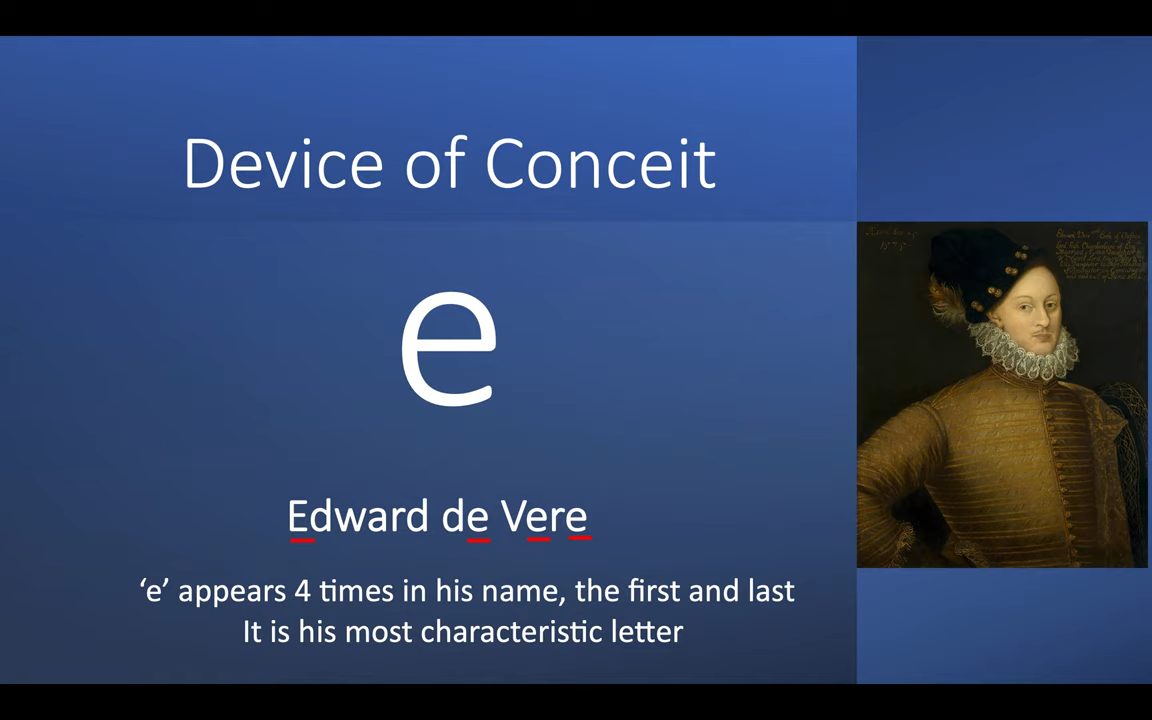 Device of Conceit
e
Edward de Vere
‘e’ appears 4 times in his name, the first and last
It is his most characteristic letter
1575